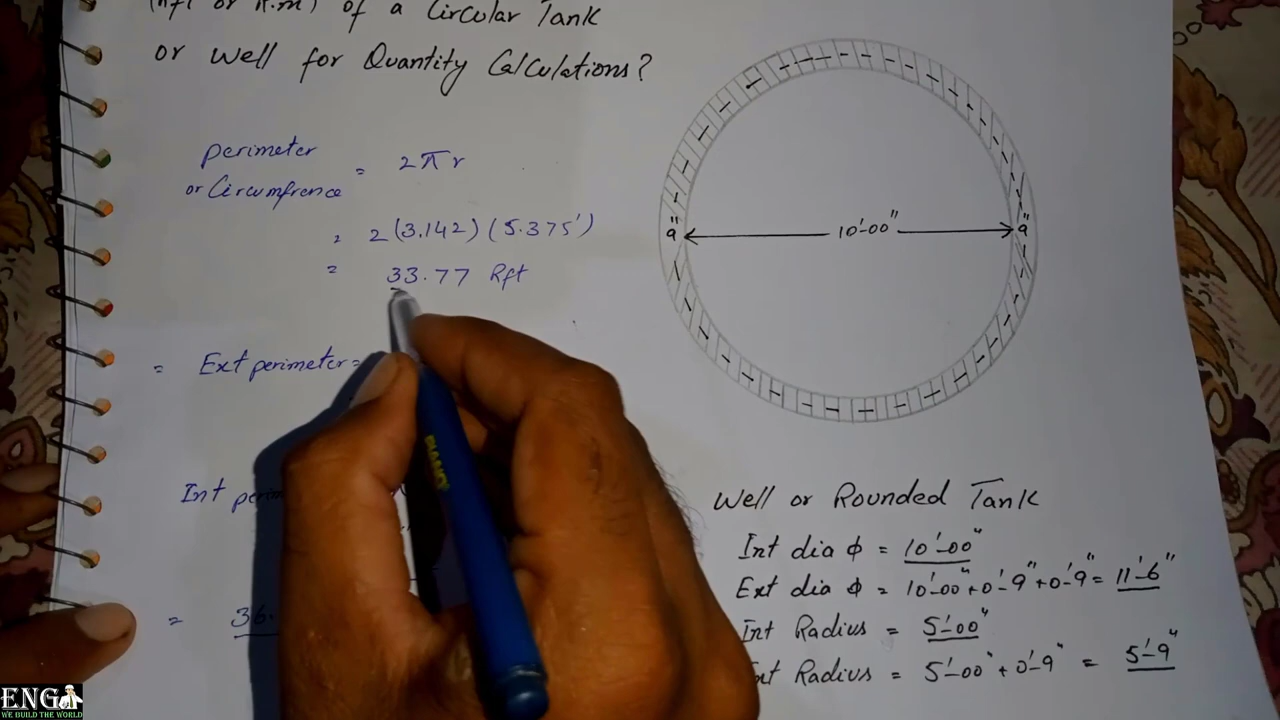 of a Circular Tank
or well for Quantity Calculations?
perimeter
or Circumfrence = 2πr
= 2(3.142)(5.375')
= 33.77 Rft
= Ext perimeter=
Int
= 36.
9" 10'-00" 9"
Well or Rounded Tank
Int dia ϕ = 10'-00"
Ext dia ϕ = 10'-00"+0'-9"+0'-9"= 11'-6"
Int Radius = 5'-00"
Radius = 5'-00"+0'-9" = 5'-9"
PIANO
ENGA
WE BUILD THE WORLD